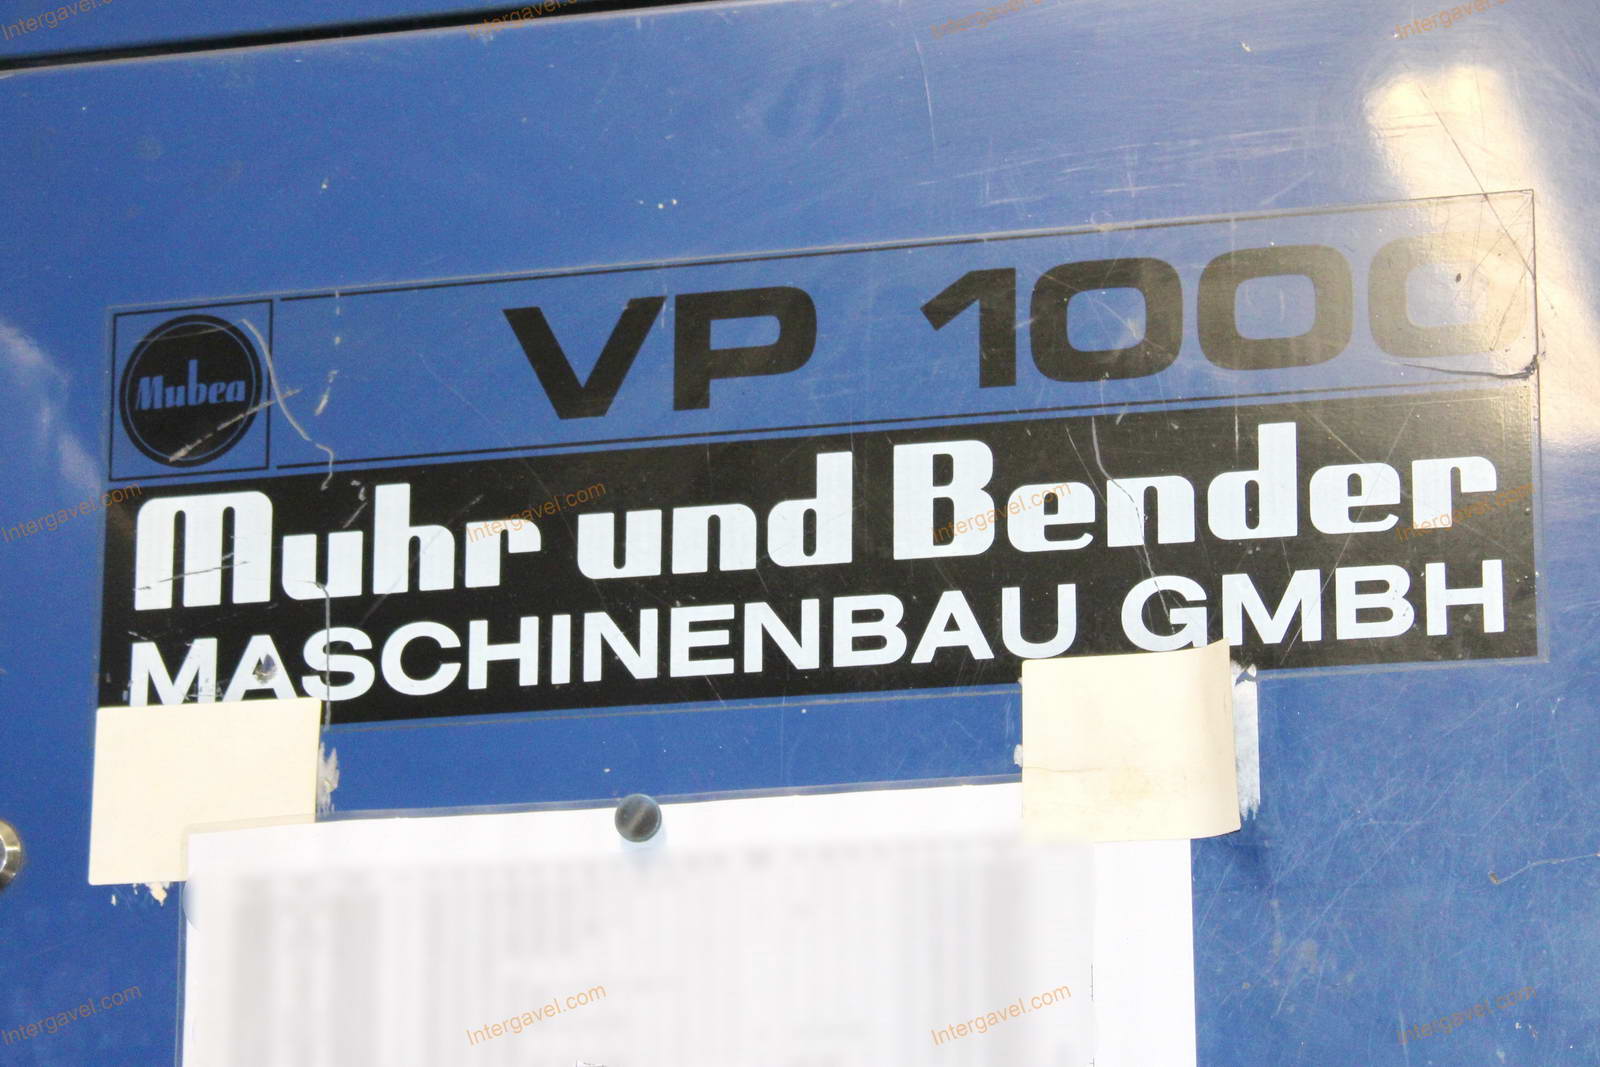 Mubea
VP 1000
Muhr und Bender
MASCHINENBAU GMBH
Intergavel.com